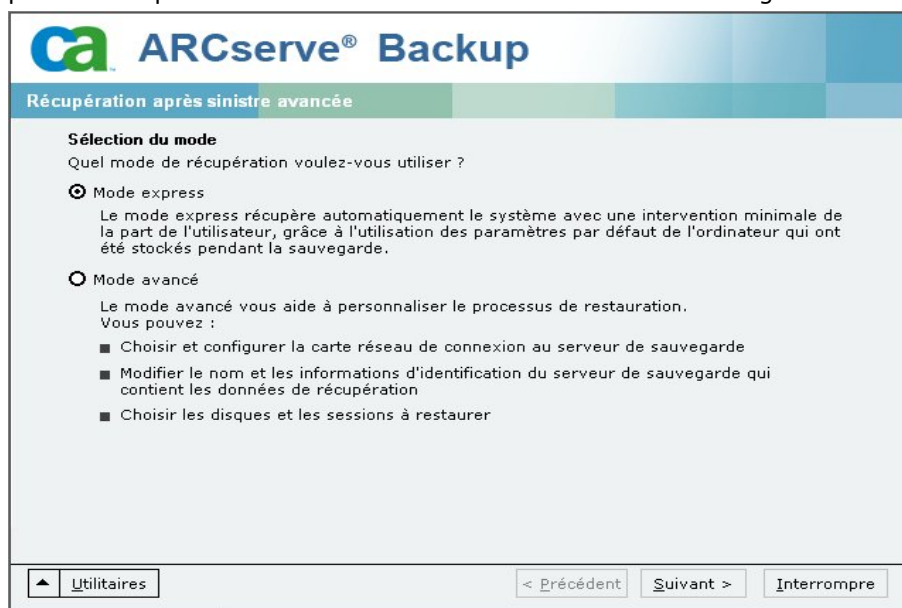 ca ARCserve® Backup
Récupération après sinistre avancée
Sélection du mode
Quel mode de récupération voulez-vous utiliser ?
Mode express
Le mode express récupère automatiquement le système avec une intervention minimale de
la part de l'utilisateur, grâce à l'utilisation des paramètres par défaut de l'ordinateur qui ont
été stockés pendant la sauvegarde.
Mode avancé
Le mode avancé vous aide à personnaliser le processus de restauration.
Vous pouvez :
■ Choisir et configurer la carte réseau de connexion au serveur de sauvegarde
■ Modifier le nom et les informations d'identification du serveur de sauvegarde qui
contient les données de récupération
■ Choisir les disques et les sessions à restaurer
Utilitaires < Précédent Suivant > Interrompre